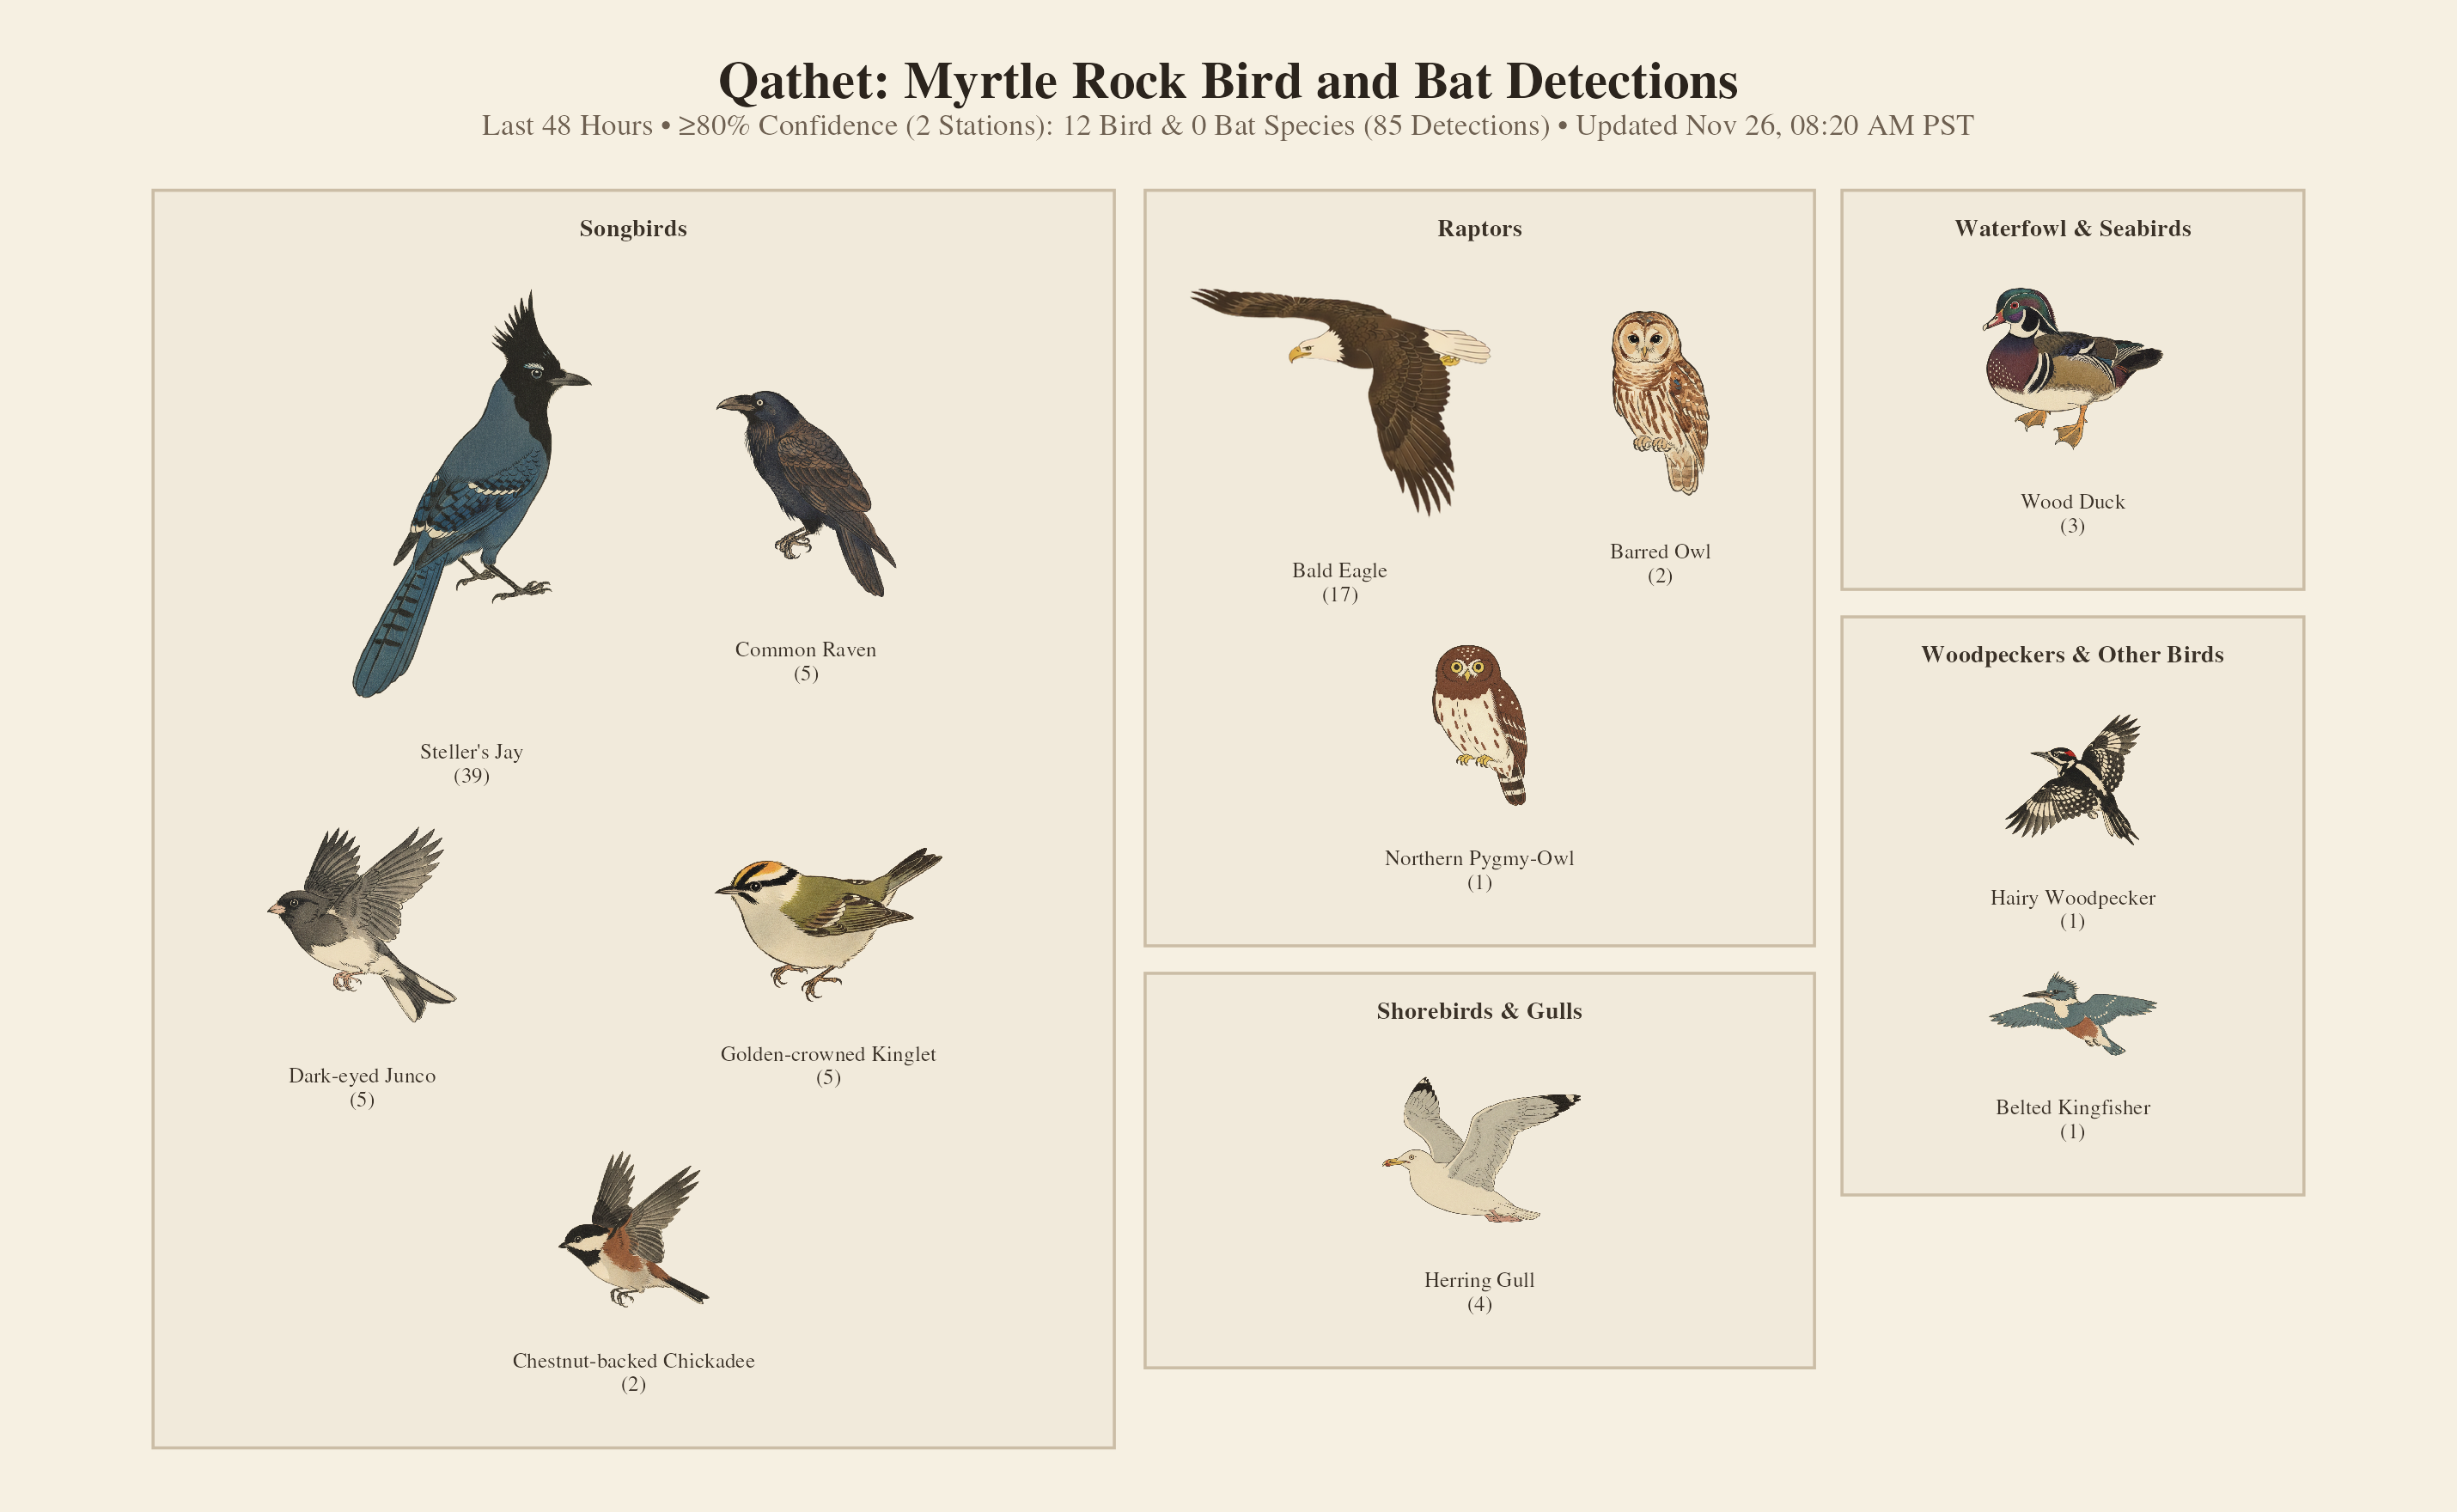 Qathet: Myrtle Rock Bird and Bat Detections
Last 48 Hours • ≥80% Confidence (2 Stations): 12 Bird & 0 Bat Species (85 Detections) • Updated Nov 26, 08:20 AM PST
Songbirds
Steller's Jay
(39)
Common Raven
(5)
Dark-eyed Junco
(5)
Golden-crowned Kinglet
(5)
Chestnut-backed Chickadee
(2)
Raptors
Bald Eagle
(17)
Barred Owl
(2)
Northern Pygmy-Owl
(1)
Shorebirds & Gulls
Herring Gull
(4)
Waterfowl & Seabirds
Wood Duck
(3)
Woodpeckers & Other Birds
Hairy Woodpecker
(1)
Belted Kingfisher
(1)